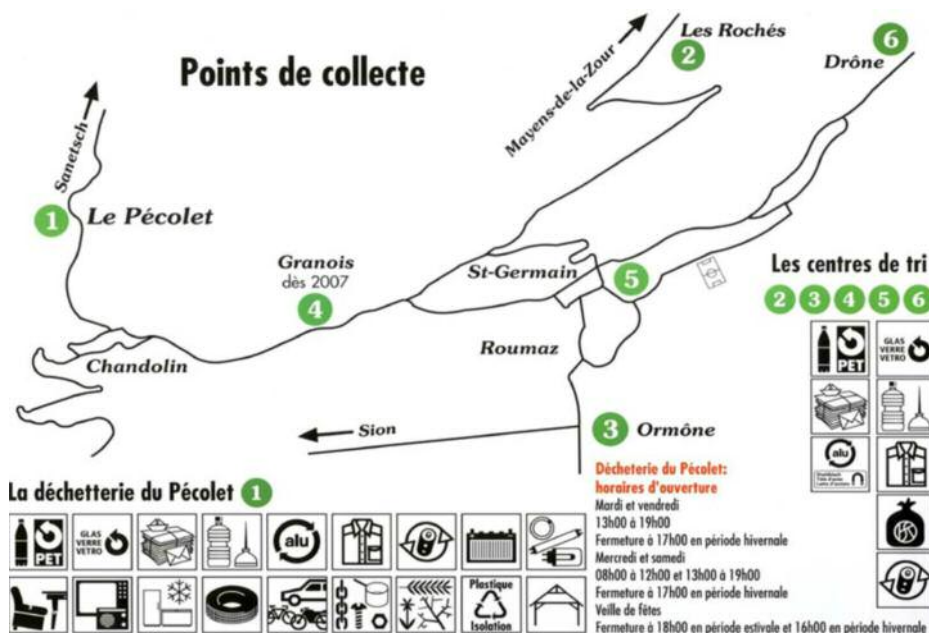 Points de collecte
Les Rochés
2
6
Drône
Mayens-de-la-Zour
Sanetsch
1
Le Pécolet
Granois
dès 2007
4
St-Germain
5
Roumaz
Chandolin
Sion
3
Ormône
Les centres de tri
2 3 4 5 6
PET
GLAS
VERRE
VETRO
alu
La déchetterie du Pécolet 1
PET
GLAS
VERRE
VETRO
alu
Plastique
Isolation
Dècheterie du Pécolet:
horaires d'ouverture
Mardi et vendredi
13h00 à 19h00
Fermeture à 17h00 en période hivernale
Mercredi et samedi
08h00 à 12h00 et 13h00 à 19h00
Fermeture à 17h00 en période hivernale
Veille de fêtes
Fermeture à 18h00 en période estivale et 16h00 en période hivernale